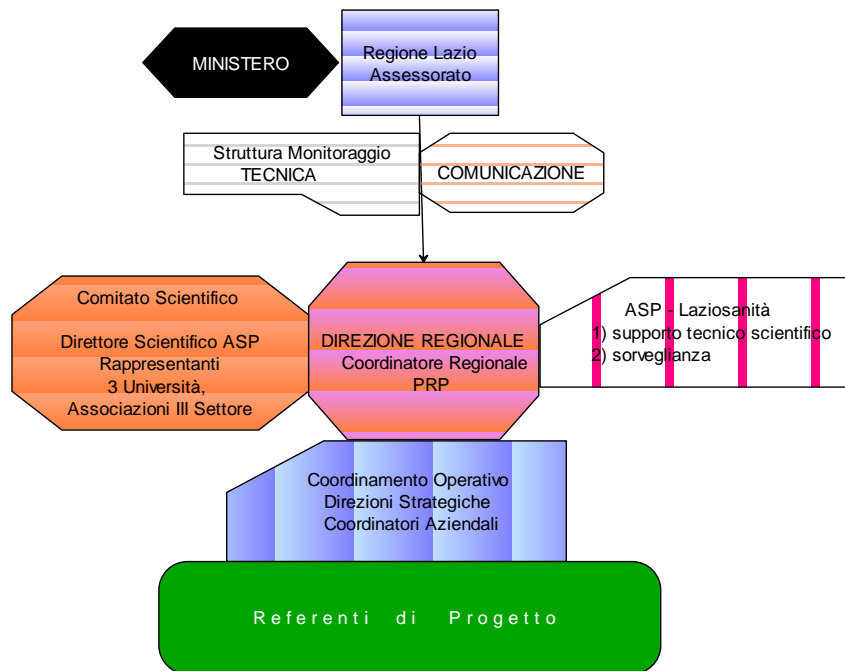 MINISTERO
Regione Lazio
Assessorato
Struttura Monitoraggio
TECNICA
COMUNICAZIONE
Comitato Scientifico
Direttore Scientifico ASP
Rappresentanti
3 Università,
Associazioni III Settore
DIREZIONE REGIONALE
Coordinatore Regionale
PRP
ASP - Laziosanità
1) supporto tecnico scientifico
2) sorveglianza
Coordinamento Operativo
Direzioni Strategiche
Coordinatori Aziendali
Referenti di Progetto